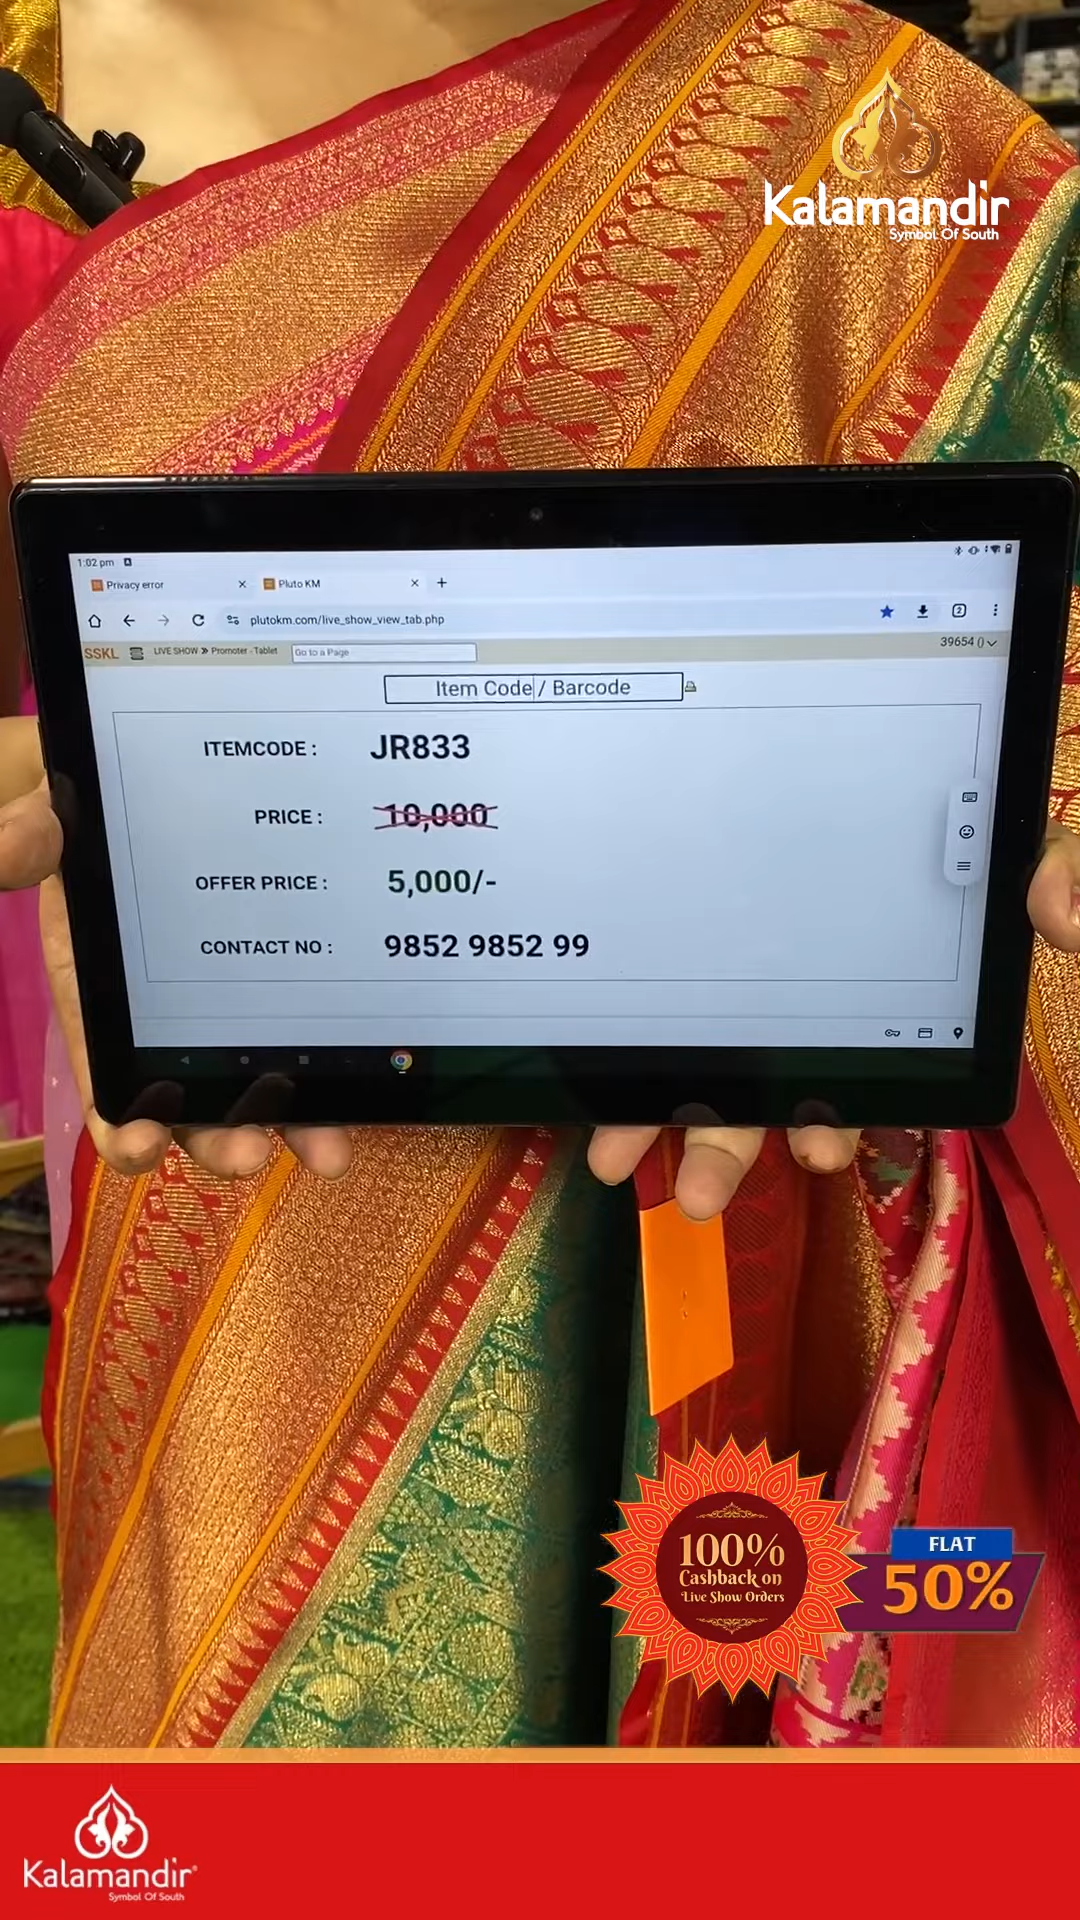 Kalamandir
Symbol Of South
1:02 pm
Privacy error
Pluto KM
plutokm.com/live_show_view_tab.php
2
SSKL
LIVE SHOW » Promoter - Tablet
Go to a Page
39654 ()
Item Code / Barcode
ITEMCODE : JR833
PRICE : 10,000
OFFER PRICE : 5,000/-
CONTACT NO : 9852 9852 99
100%
Cashback on
Live Show Orders
FLAT
50%
Kalamandir
Symbol Of South